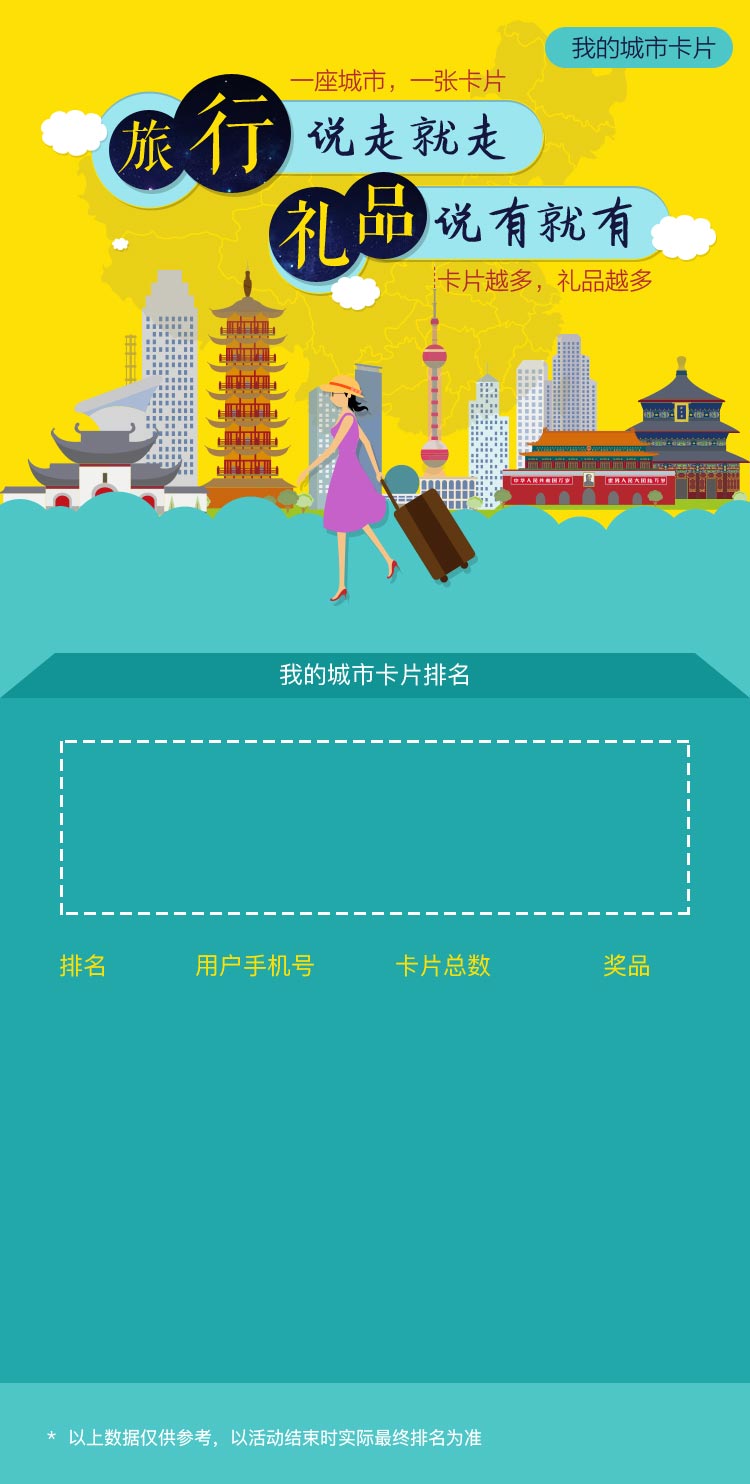 我的城市卡片
一座城市，一张卡片
旅行说走就走
礼品说有就有
卡片越多，礼品越多
中华人民共和国万岁 世界人民大团结万岁
我的城市卡片排名
排名 用户手机号 卡片总数 奖品
* 以上数据仅供参考，以活动结束时实际最终排名为准